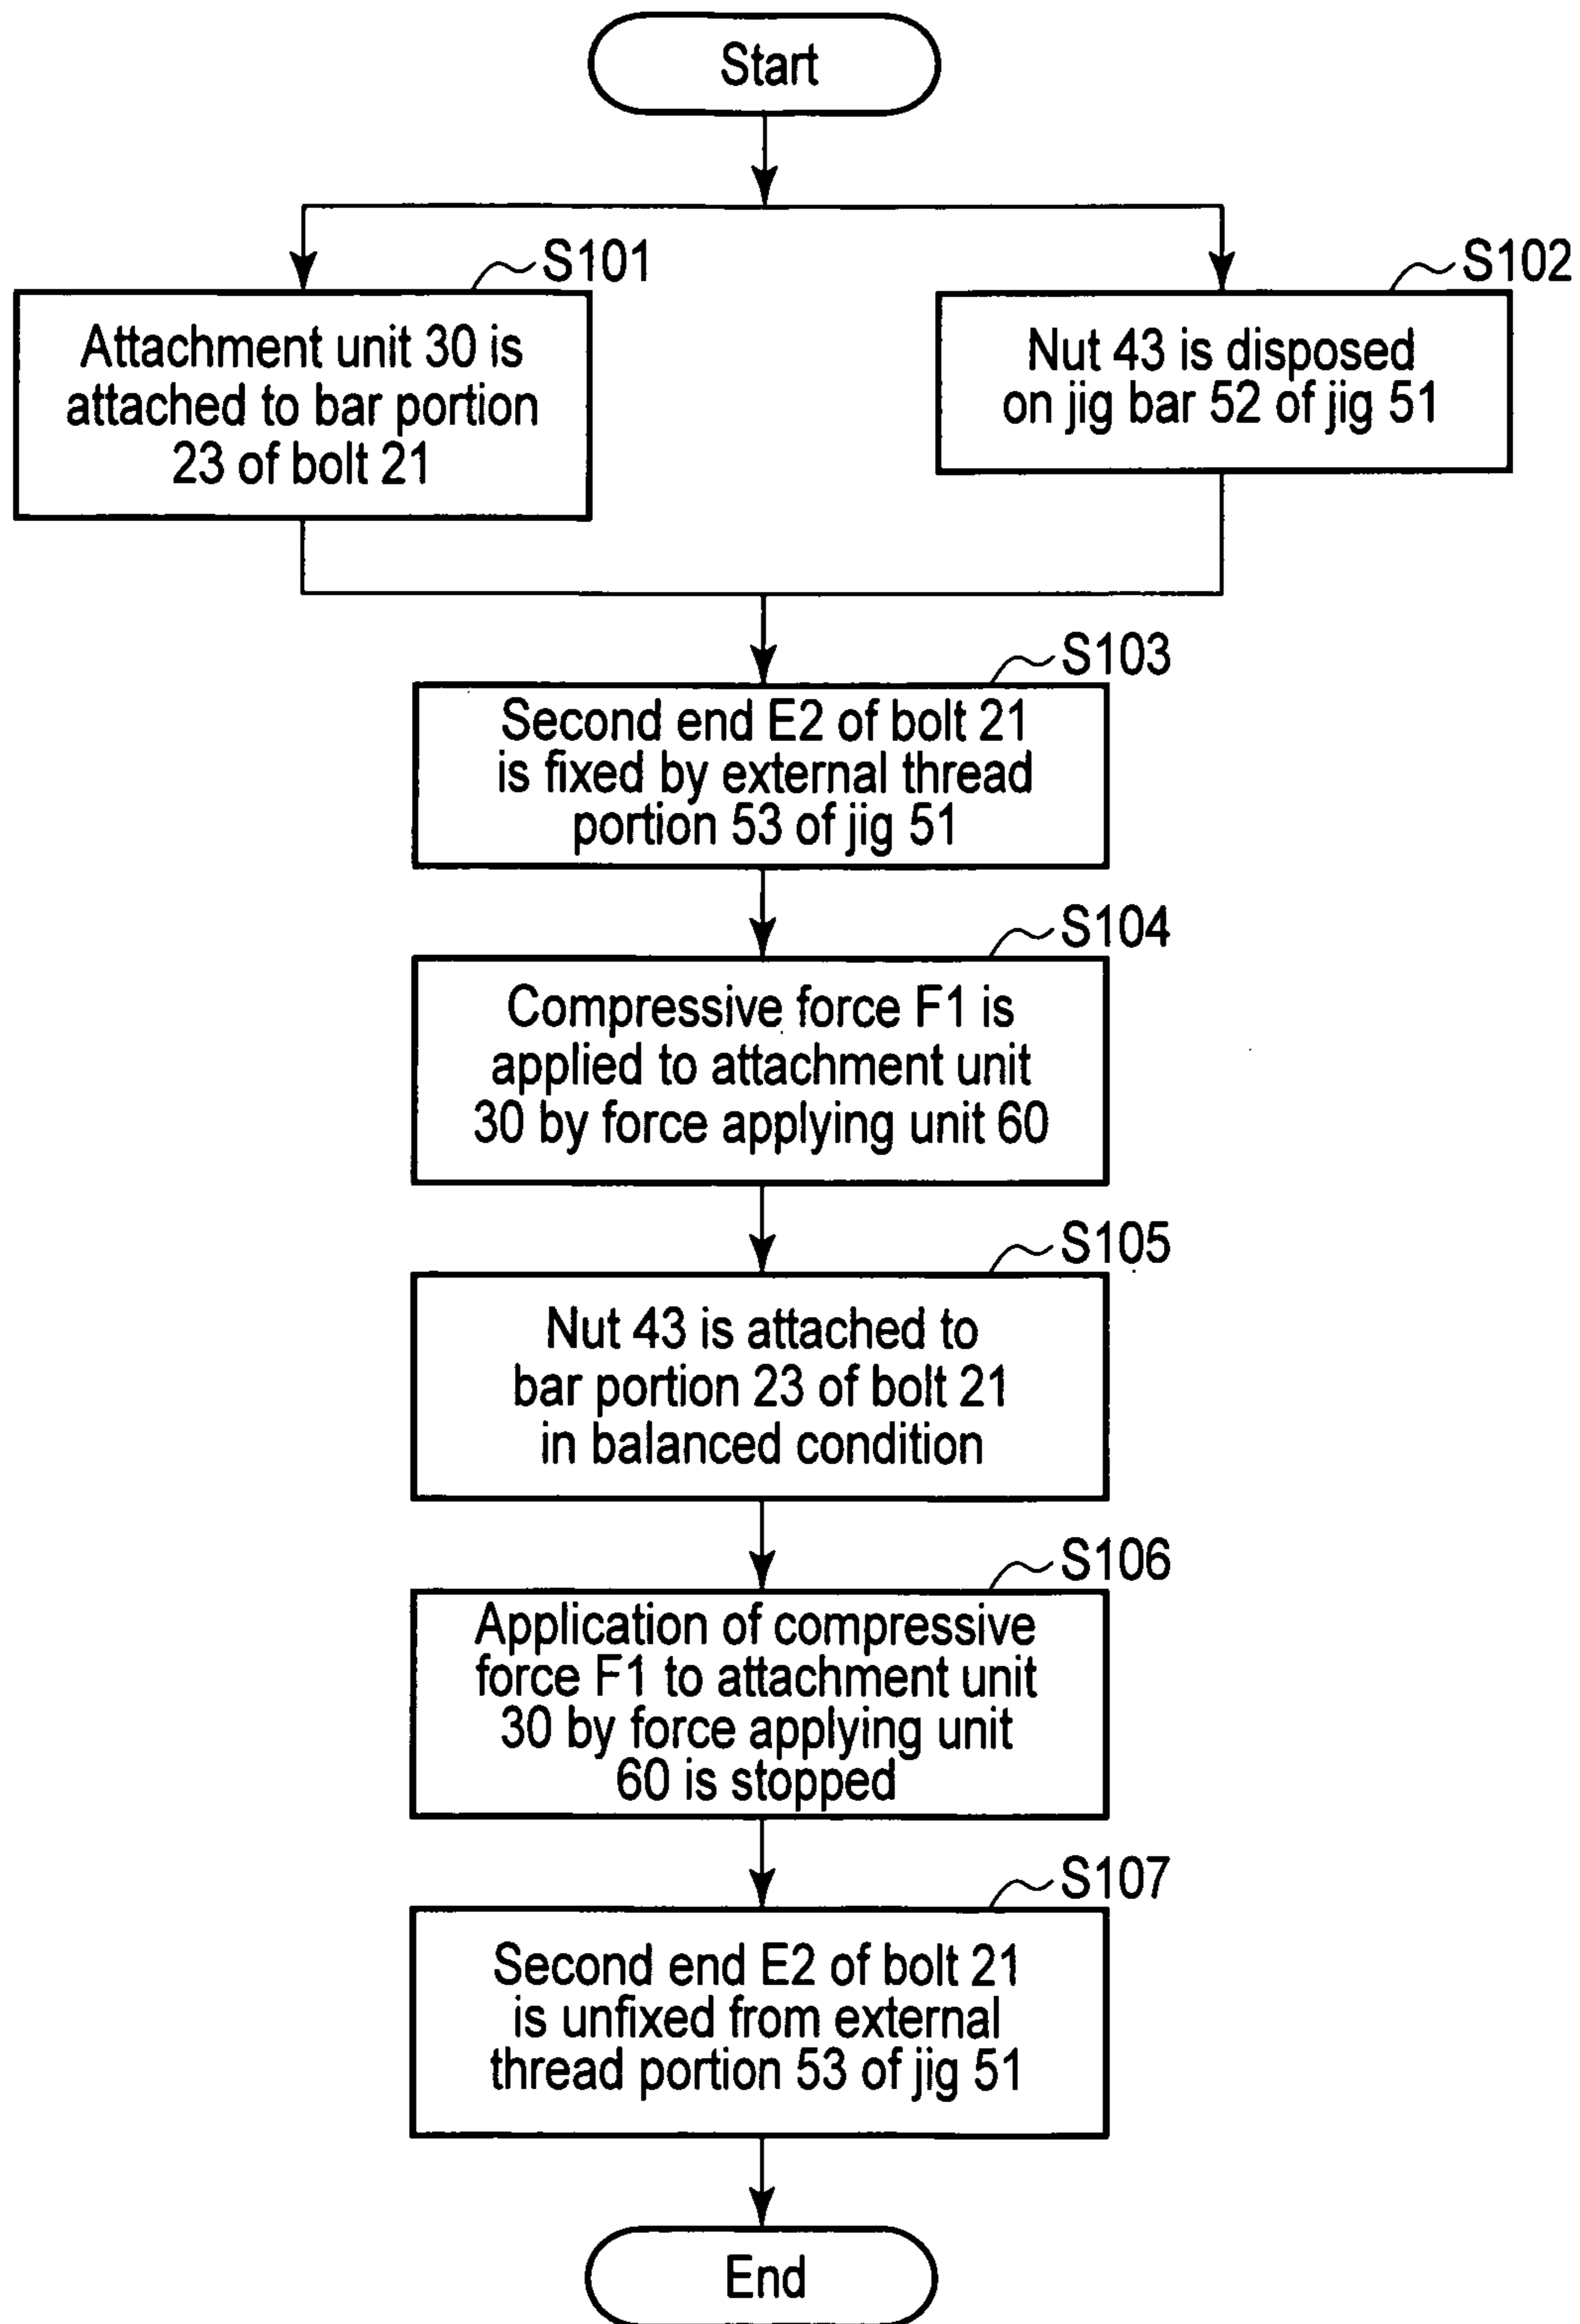 Start
S101
Attachment unit 30 is
attached to bar portion
23 of bolt 21
S102
Nut 43 is disposed
on jig bar 52 of jig 51
S103
Second end E2 of bolt 21
is fixed by external thread
portion 53 of jig 51
S104
Compressive force F1 is
applied to attachment unit
30 by force applying unit 60
S105
Nut 43 is attached to
bar portion 23 of bolt 21
in balanced condition
S106
Application of compressive
force F1 to attachment unit
30 by force applying unit
60 is stopped
S107
Second end E2 of bolt 21
is unfixed from external
thread portion 53 of jig 51
End